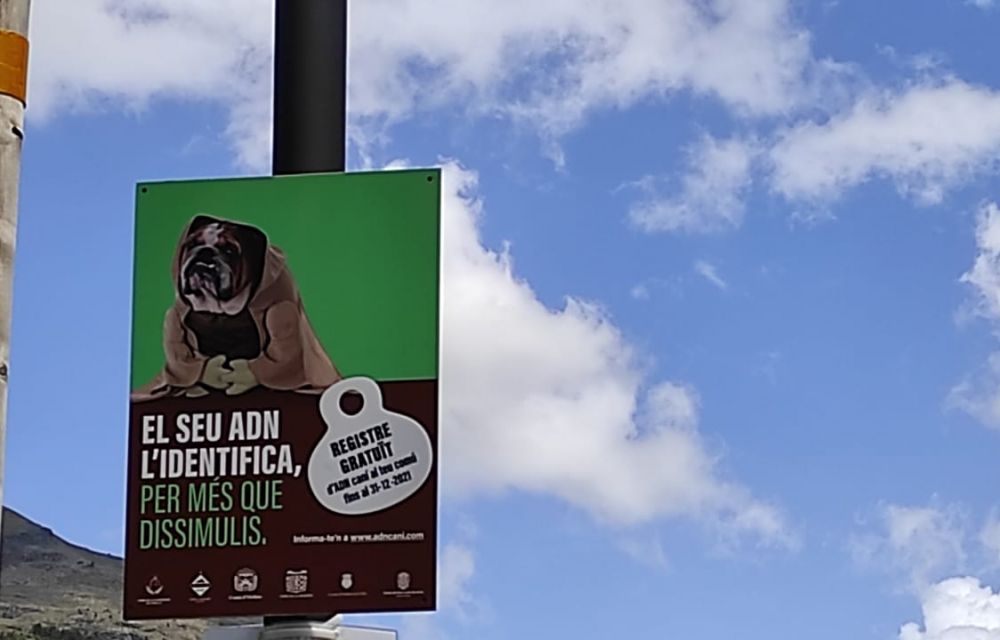 EL SEU ADN
L'IDENTIFICA,
PER MÉS QUE
DISSIMULIS.
REGISTRE
GRATUÏT
d'ADN caní al teu comú
fins al 31-12-2021
Informa-te'n a www.adncani.com